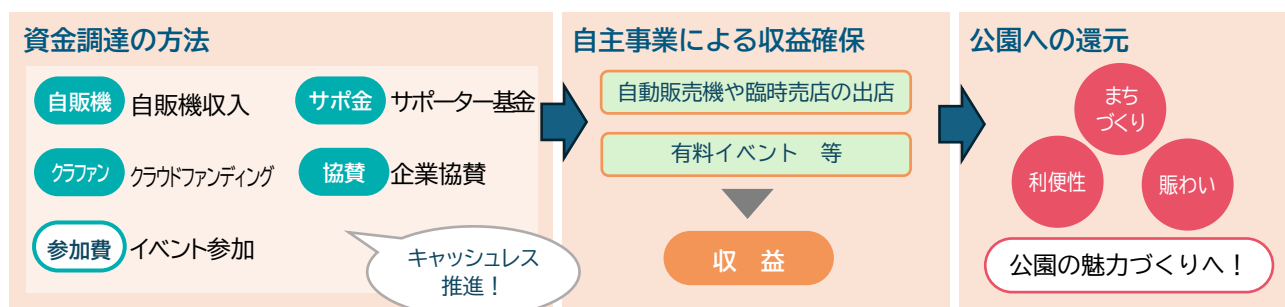 資金調達の方法
自販機 自販機収入
サポ金 サポーター基金
クラファン クラウドファンディング
協賛 企業協賛
参加費 イベント参加
キャッシュレス
推進！
自主事業による収益確保
自動販売機や臨時売店の出店
有料イベント　等
収　益
公園への還元
まち
づくり
利便性
賑わい
公園の魅力づくりへ！